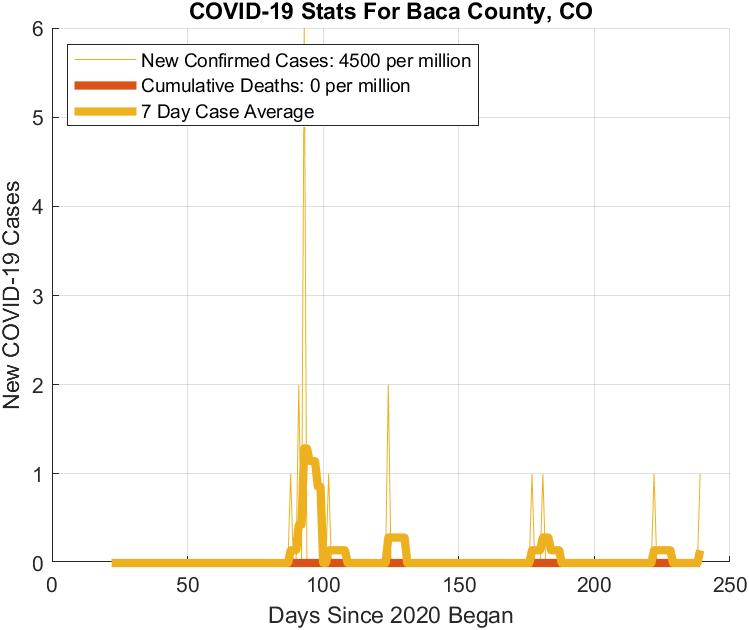 COVID-19 Stats For Baca County, CO
New Confirmed Cases: 4500 per million
Cumulative Deaths: 0 per million
7 Day Case Average
New COVID-19 Cases
6
5
4
3
2
1
0
0 50 100 150 200 250
Days Since 2020 Began